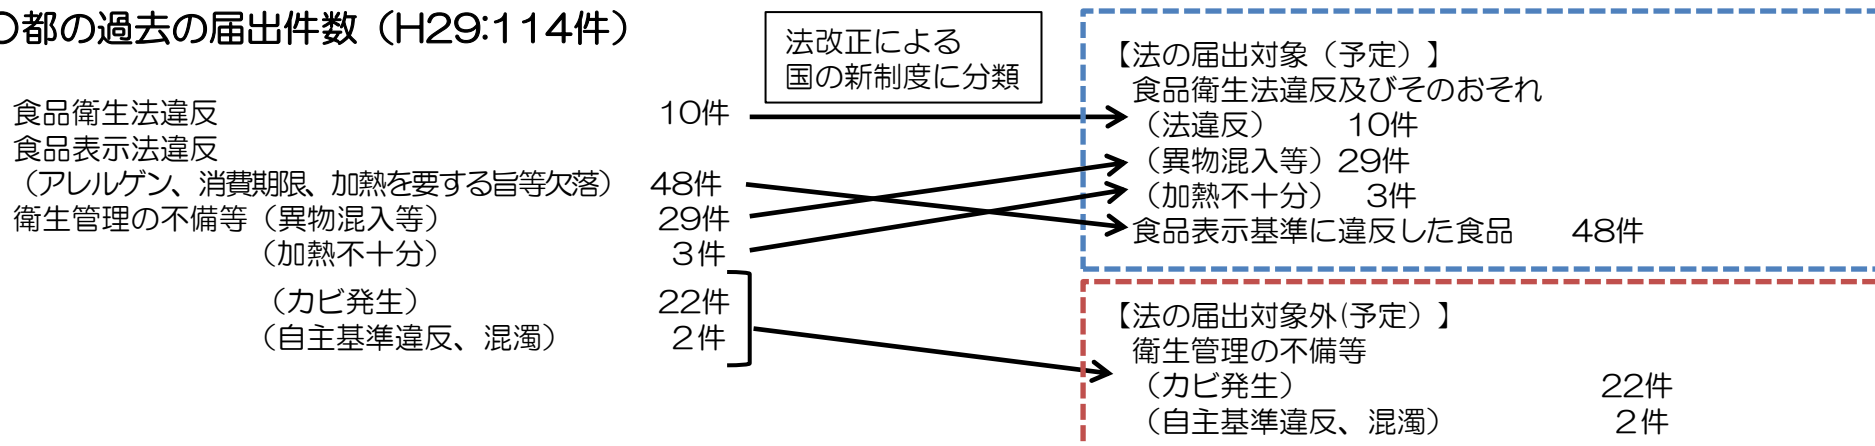 〇都の過去の届出件数（H29:114件）
食品衛生法違反 10件
食品表示法違反
（アレルゲン、消費期限、加熱を要する旨等欠落） 48件
衛生管理の不備等（異物混入等） 29件
（加熱不十分） 3件
（カビ発生） 22件
（自主基準違反、混濁） 2件
法改正による
国の新制度に分類
【法の届出対象（予定）】
食品衛生法違反及びそのおそれ
（法違反） 10件
（異物混入等）29件
（加熱不十分） 3件
食品表示基準に違反した食品 48件
【法の届出対象外(予定）】
衛生管理の不備等
（カビ発生） 22件
（自主基準違反、混濁） 2件